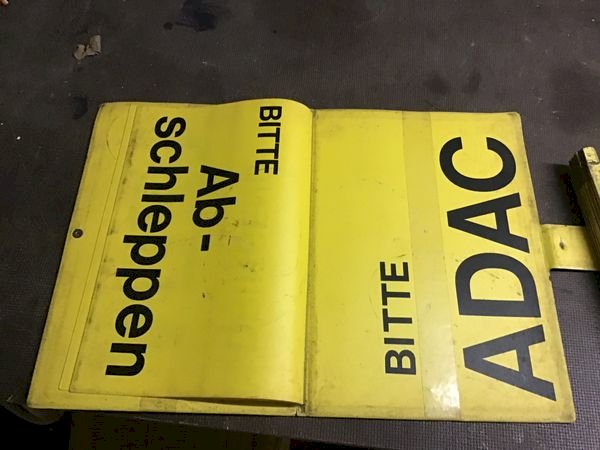 BITTE
Ab-
schleppen
BITTE
ADAC